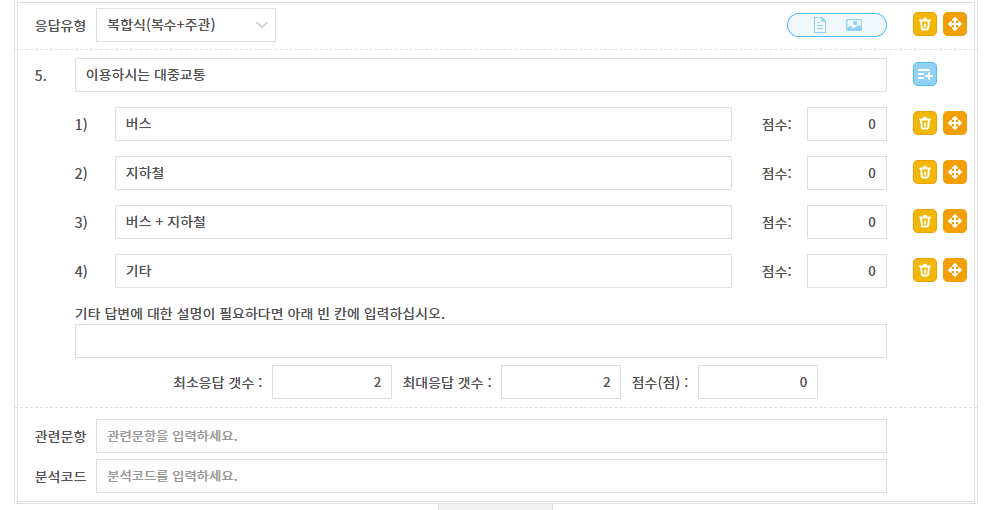 응답유형 복합식(복수+주관)
5. 이용하시는 대중교통
1) 버스 점수: 0
2) 지하철 점수: 0
3) 버스 + 지하철 점수: 0
4) 기타 점수: 0
기타 답변에 대한 설명이 필요하다면 아래 빈 칸에 입력하십시오.
최소응답 갯수 : 2 최대응답 갯수 : 2 점수(점) : 0
관련문항 관련문항을 입력하세요.
분석코드 분석코드를 입력하세요.